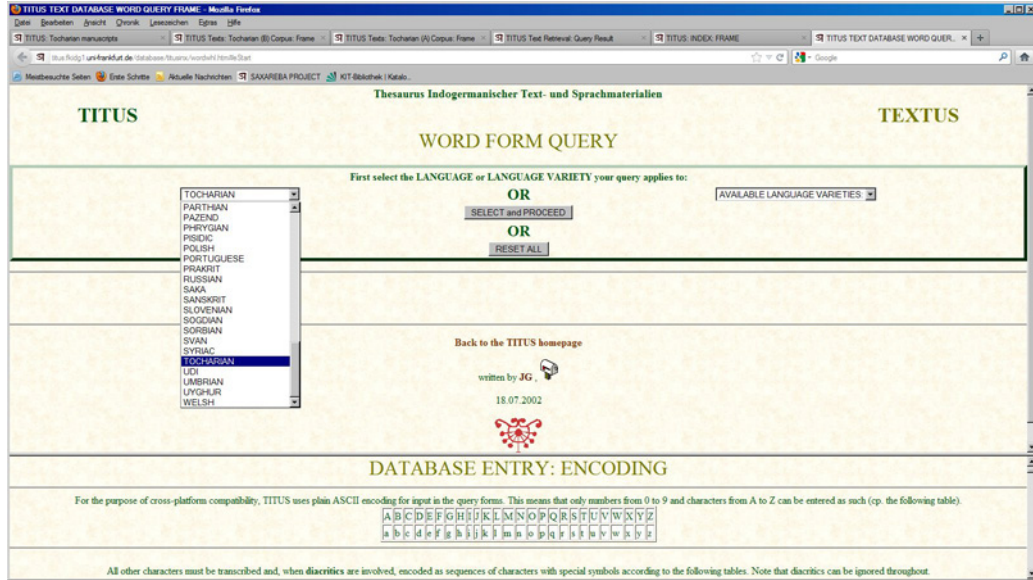 TITUS TEXT DATABASE WORD QUERY FRAME - Mozilla Firefox
Datei Bearbeiten Ansicht Chronik Lesezeichen Extras Hilfe
TITUS: Tocharian manuscripts × TITUS Texts: Tocharian (B) Corpus: Frame × TITUS Texts: Tocharian (A) Corpus: Frame × TITUS Text Retrieval: Query Result × TITUS: INDEX: FRAME × TITUS TEXT DATABASE WORD QUER... × +
Google
Meistbesuchte Seiten Erste Schritte Aktuelle Nachrichten SAXAREBA PROJECT KIT-Bibliothek | Katalo...
Thesaurus Indogermanischer Text- und Sprachmaterialien
TITUS
TEXTUS
WORD FORM QUERY
First select the LANGUAGE or LANGUAGE VARIETY your query applies to:
TOCHARIAN
OR
AVAILABLE LANGUAGE VARIETIES:
SELECT and PROCEED
OR
RESET ALL
PARTHIAN
PAZEND
PHRYGIAN
PISIDIC
POLISH
PORTUGUESE
PRAKRIT
RUSSIAN
SAKA
SANSKRIT
SLOVENIAN
SOGDIAN
SORBIAN
SVAN
SYRIAC
TOCHARIAN
UDI
UMBRIAN
UYGHUR
WELSH
Back to the TITUS homepage
written by JG ,
18.07.2002
DATABASE ENTRY: ENCODING
For the purpose of cross-platform compatibility, TITUS uses plain ASCII encoding for input in the query forms. This means that only numbers from 0 to 9 and characters from A to Z can be entered as such (cp. the following table).
A B C D E F G H I J K L M N O P Q R S T U V W X Y Z
a b c d e f g h i j k l m n o p q r s t u v w x y z
All other characters must be transcribed and, when diacritics are involved, encoded as sequences of characters with special symbols according to the following tables. Note that diacritics can be ignored throughout.